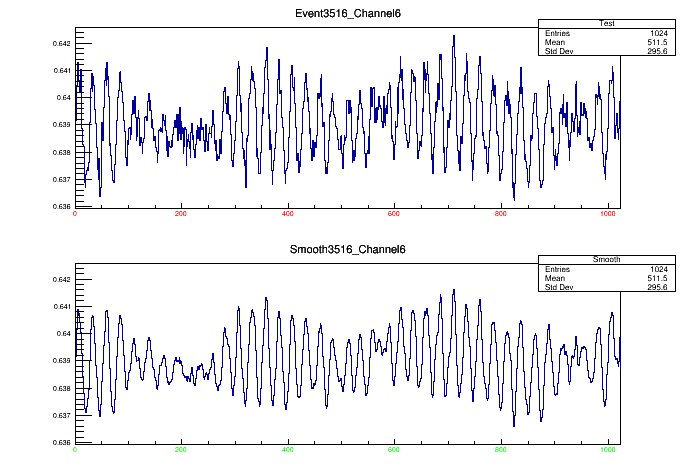 Event3516_Channel6
Test
Entries 1024
Mean 511.5
Std Dev 295.6
0.642
0.641
0.64
0.639
0.638
0.637
0.636
0 200 400 600 800 1000
Smooth3516_Channel6
Smooth
Entries 1024
Mean 511.5
Std Dev 295.6
0.642
0.641
0.64
0.639
0.638
0.637
0.636
0 200 400 600 800 1000